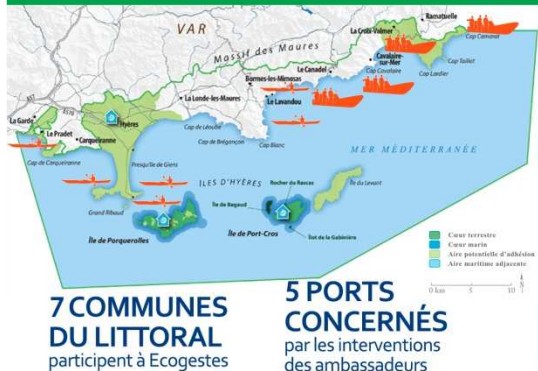 VAR
Massif des Maures
Ramatuelle
La Croix-Valmer
Cap Camarat
Cavalaire-
sur-Mer
Cap Taillat
Cap Lardier
Cap Cavalaire
Le Canadel
Bormes-les-Mimosas
Le Lavandou
La Londe-les-Maures
Hyères
La Garde
Le Pradet
Carqueiranne
A57
A570
Cap de Carqueiranne
Cap de Léoube
Cap de Brégançon
Cap Blanc
Presqu'île de Giens
MER MÉDITERRANÉE
ÎLES D'HYÈRES
Rocher du Rascas
Île du Levant
Île de Bagaud
Grand Ribaud
Île de Porquerolles
Île de Port-Cros
Îlot de la Gabinière
Cœur terrestre
Cœur marin
Aire potentielle d'adhésion
Aire maritime adjacente
0 km 5 10
N
7 COMMUNES
DU LITTORAL
participent à Ecogestes
5 PORTS
CONCERNÉS
par les interventions
des ambassadeurs